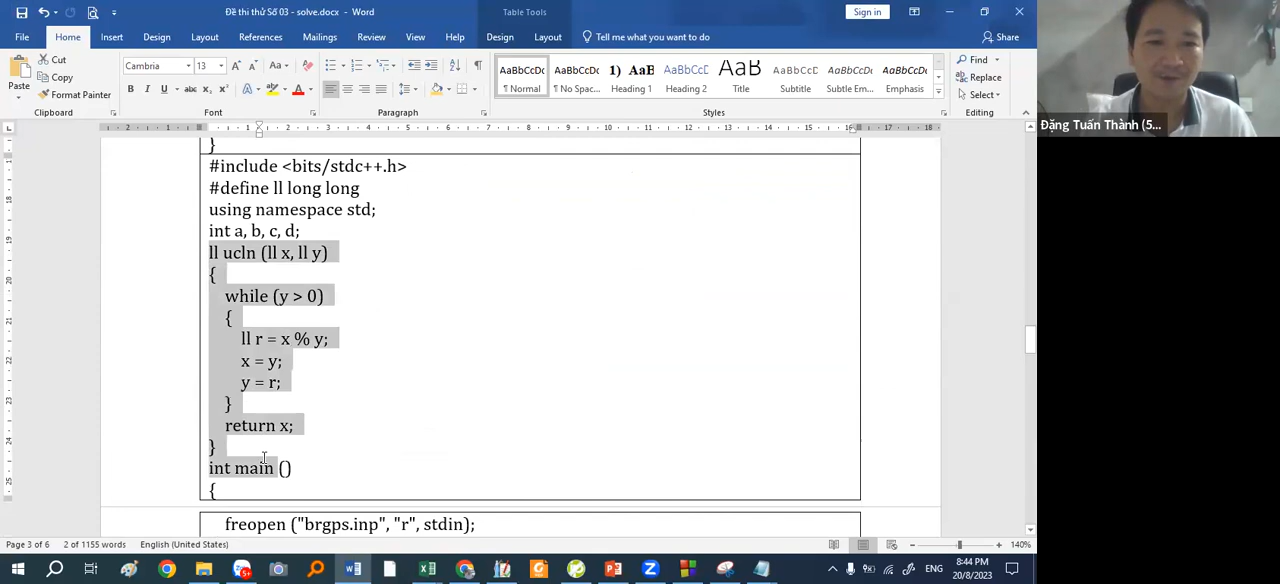 Đề thi thử Số 03 - solve.docx - Word
Table Tools
Sign in
File
Home
Insert
Design
Layout
References
Mailings
Review
View
Help
Design
Layout
Tell me what you want to do
Share
Paste
Cut
Copy
Format Painter
Clipboard
Cambria
13
Font
Paragraph
AaBbCcDc
¶ Normal
AaBbCcDc
¶ No Spac...
1) AaB
Heading 1
AaBbCcDc
Heading 2
AaB
Title
AaBbCcD
Subtitle
AaBbCcDc
Subtle Em...
AaBbCcDc
Emphasis
Styles
Find
Replace
Select
Editing
Đặng Tuấn Thành (5...
}
#include <bits/stdc++.h>
#define ll long long
using namespace std;
int a, b, c, d;
ll ucln (ll x, ll y)
{
while (y > 0)
{
ll r = x % y;
x = y;
y = r;
}
return x;
}
int main ()
{
freopen ("brgps.inp", "r", stdin);
Page 3 of 6
2 of 1155 words
English (United States)
140%
ENG
8:44 PM
20/8/2023